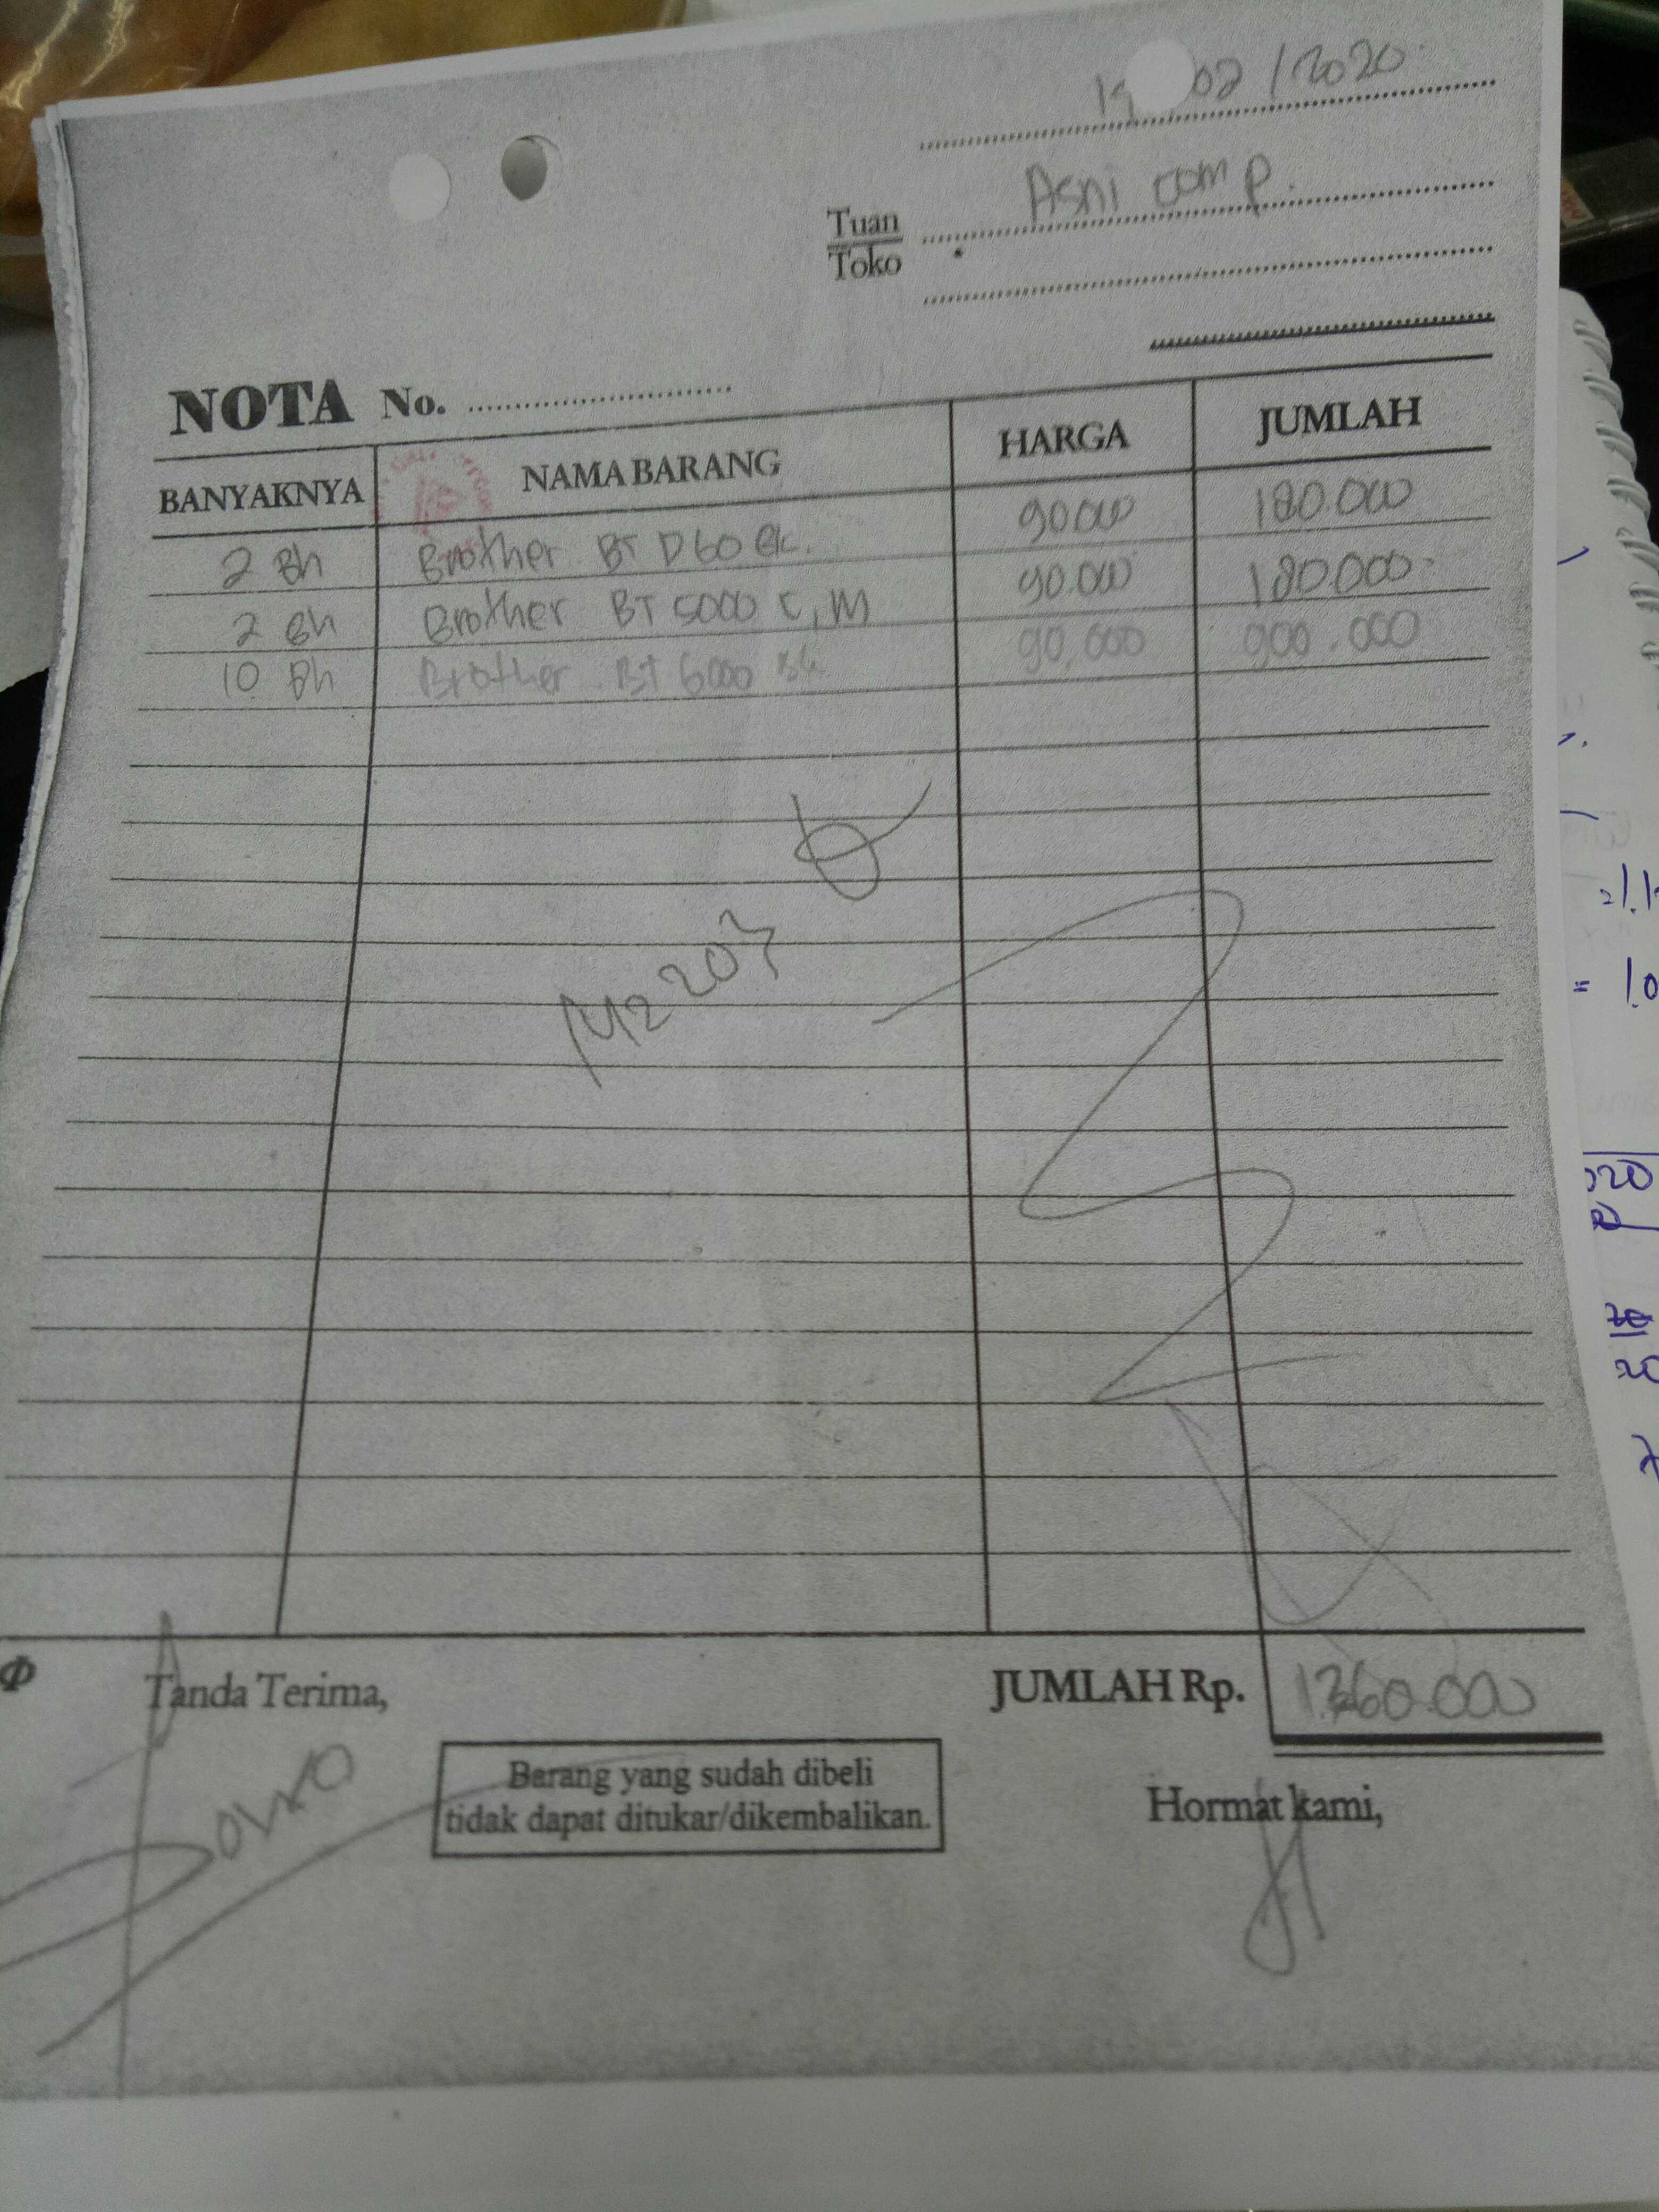 19 /02 / 2020
Tuan
Toko
Asni comp.
NOTA No.
BANYAKNYA NAMA BARANG HARGA JUMLAH
2 Bh Brother BT D60 BK. 90.000 180.000
2 Bh Brother BT 5000 C, M 90.000 180.000
10 Bh Brother BT 6000 Bk 90.000 900.000
Tanda Terima,
JUMLAH Rp. 1.260.000
Barang yang sudah dibeli
tidak dapat ditukar/dikembalikan.
Hormat kami,